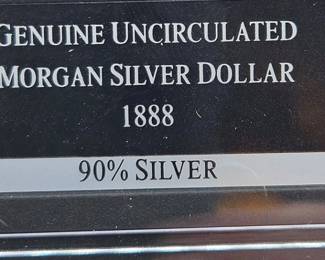 GENUINE UNCIRCULATED
MORGAN SILVER DOLLAR
1888
90% SILVER